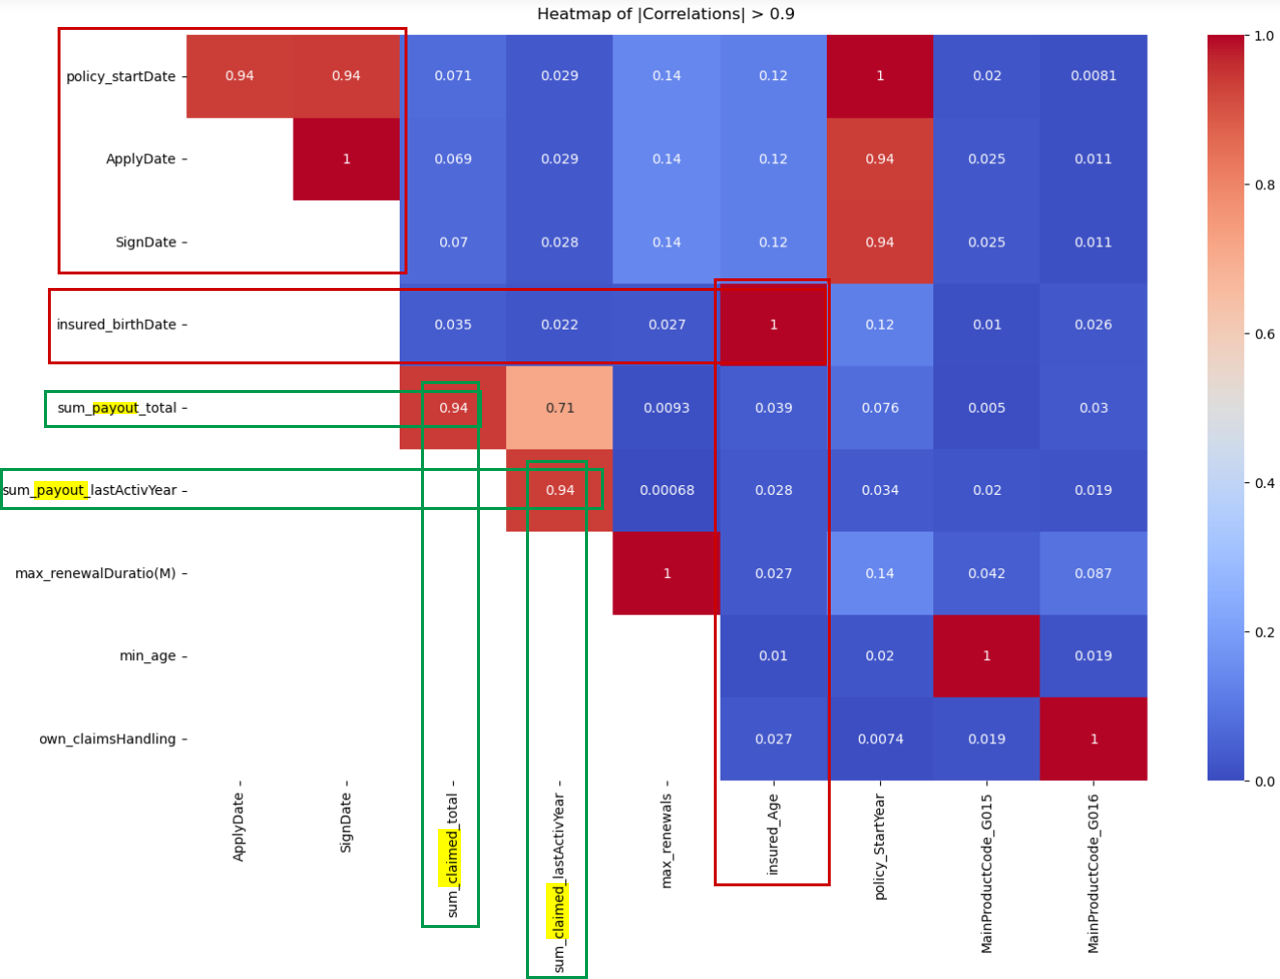 Heatmap of |Correlations| > 0.9
policy_startDate 0.94 0.94 0.071 0.029 0.14 0.12 1 0.02 0.0081
ApplyDate 1 0.069 0.029 0.14 0.12 0.94 0.025 0.011
SignDate 0.07 0.028 0.14 0.12 0.94 0.025 0.011
insured_birthDate 0.035 0.022 0.027 1 0.12 0.01 0.026
sum_payout_total 0.94 0.71 0.0093 0.039 0.076 0.005 0.03
sum_payout_lastActivYear 0.94 0.00068 0.028 0.034 0.02 0.019
max_renewalDuratio(M) 1 0.027 0.14 0.042 0.087
min_age 0.01 0.02 1 0.019
own_claimsHandling 0.027 0.0074 0.019 1
ApplyDate
SignDate
sum_claimed_total
sum_claimed_lastActivYear
max_renewals
insured_Age
policy_StartYear
MainProductCode_G015
MainProductCode_G016
1.0
0.8
0.6
0.4
0.2
0.0